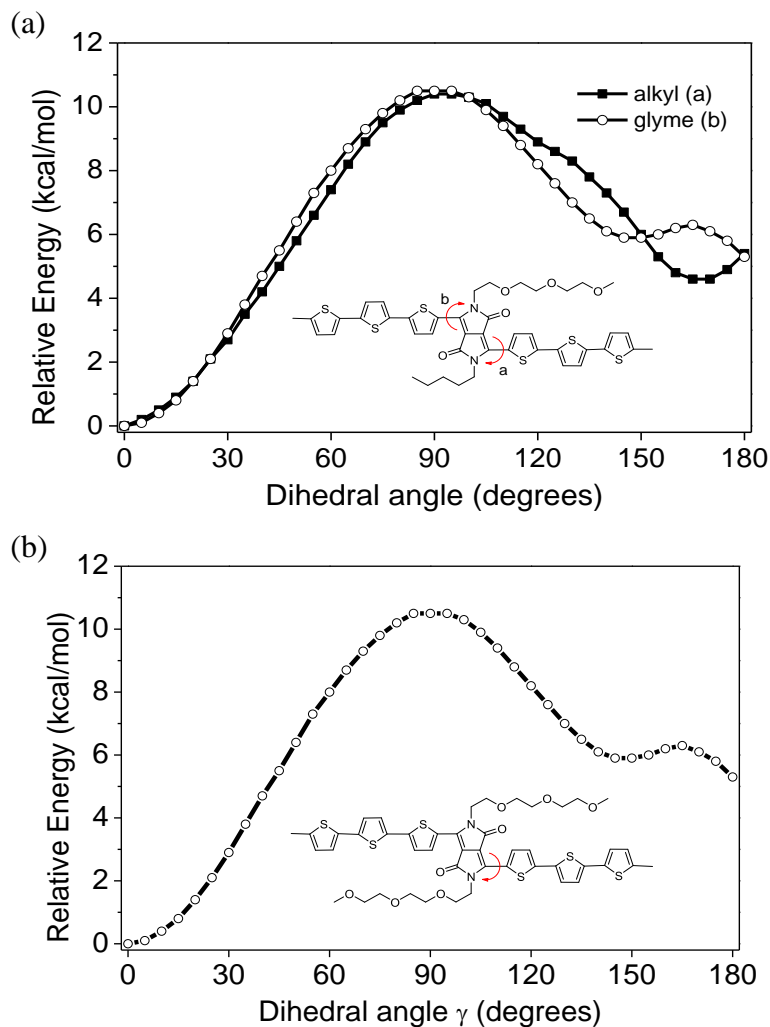 (a)
12
10
8
6
4
2
0
Relative Energy (kcal/mol)
alkyl (a)
glyme (b)
b
O
O
O
N
O
S
S
S
O
S
S
S
N
a
0
30
60
90
120
150
180
Dihedral angle (degrees)
(b)
12
10
8
6
4
2
0
Relative Energy (kcal/mol)
O
O
O
N
O
S
S
S
O
S
S
S
N
O
O
O
0
30
60
90
120
150
180
Dihedral angle γ (degrees)